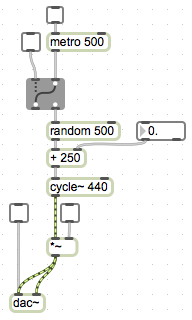 metro 500
random 500
0.
+ 250
cycle~ 440
*~
dac~